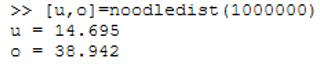 >> [u,o]=noodledist(1000000)
u = 14.695
o = 38.942